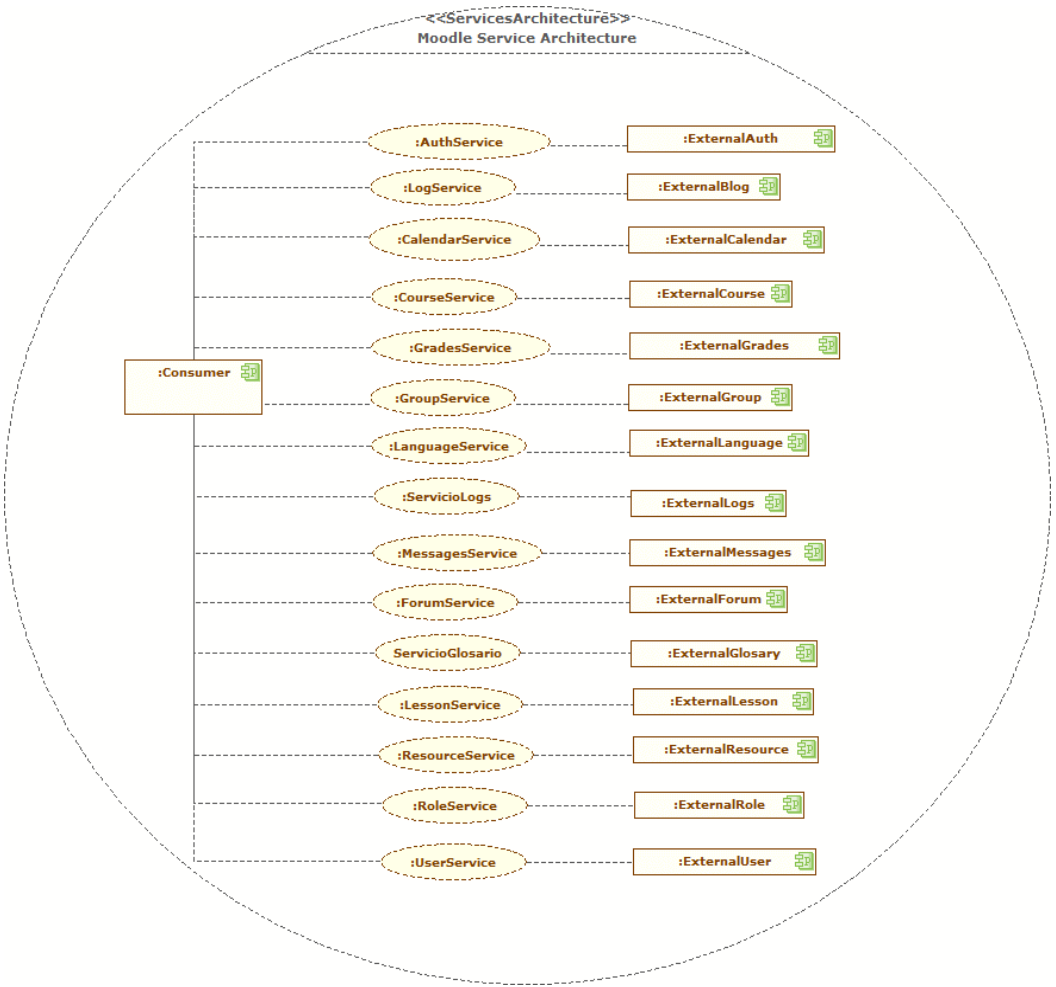 <<ServicesArchitecture>>
Moodle Service Architecture
:AuthService
:ExternalAuth
:LogService
:ExternalBlog
:CalendarService
:ExternalCalendar
:CourseService
:ExternalCourse
:GradesService
:ExternalGrades
:Consumer
:GroupService
:ExternalGroup
:LanguageService
:ExternalLanguage
:ServicioLogs
:ExternalLogs
:MessagesService
:ExternalMessages
:ForumService
:ExternalForum
ServicioGlosario
:ExternalGlosary
:LessonService
:ExternalLesson
:ResourceService
:ExternalResource
:RoleService
:ExternalRole
:UserService
:ExternalUser